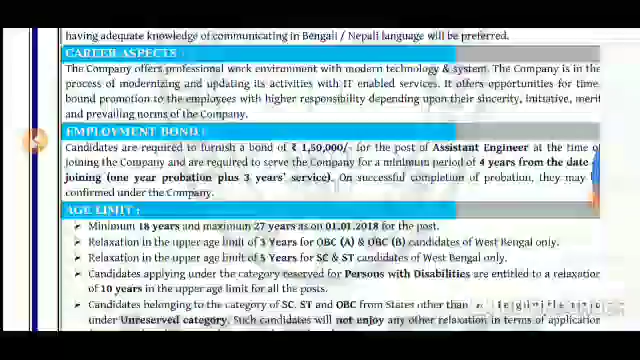 having adequate knowledge of communicating in Bengali / Nepali language will be preferred.
CAREER ASPECTS :
The Company offers professional work environment with modern technology & system. The Company is in the
process of modernizing and updating its activities with IT enabled services. It offers opportunities for time
bound promotion to the employees with higher responsibility depending upon their sincerity, initiative, merit
and prevailing norms of the Company.
EMPLOYMENT BOND :
Candidates are required to furnish a bond of ₹ 1,50,000/- for the post of Assistant Engineer at the time o
joining the Company and are required to serve the Company for a minimum period of 4 years from the date
joining (one year probation plus 3 years' service). On successful completion of probation, they may
confirmed under the Company.
AGE LIMIT :
Minimum 18 years and maximum 27 years as on 01.01.2018 for the post.
Relaxation in the upper age limit of 3 Years for OBC (A) & OBC (B) candidates of West Bengal only.
Relaxation in the upper age limit of 5 Years for SC & ST candidates of West Bengal only.
Candidates applying under the category reserved for Persons with Disabilities are entitled to a relaxation
of 10 years in the upper age limit for all the posts.
Candidates belonging to the category of SC, ST and OBC from States other than
under Unreserved category. Such candidates will not enjoy any other relaxation in terms of application